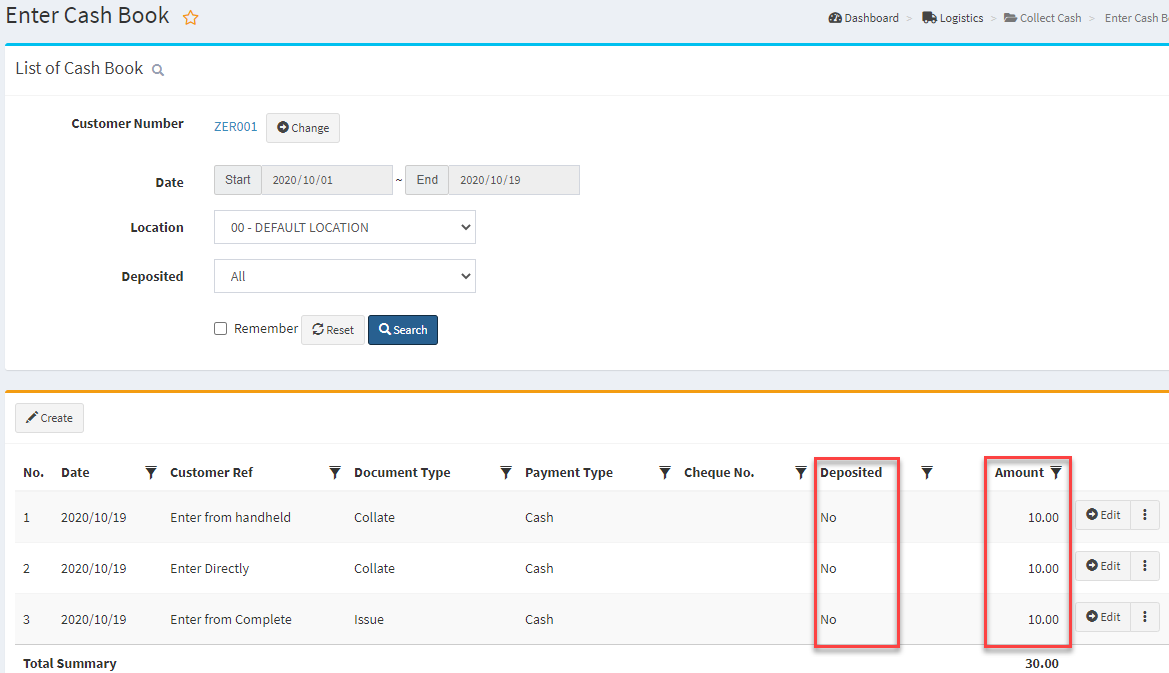 Enter Cash Book
Dashboard > Logistics > Collect Cash > Enter Cash B
List of Cash Book
Customer Number ZER001 Change
Date Start 2020/10/01 ~ End 2020/10/19
Location 00 - DEFAULT LOCATION
Deposited All
Remember Reset Search
Create
No. Date Customer Ref Document Type Payment Type Cheque No. Deposited Amount
1 2020/10/19 Enter from handheld Collate Cash No 10.00 Edit
2 2020/10/19 Enter Directly Collate Cash No 10.00 Edit
3 2020/10/19 Enter from Complete Issue Cash No 10.00 Edit
Total Summary 30.00